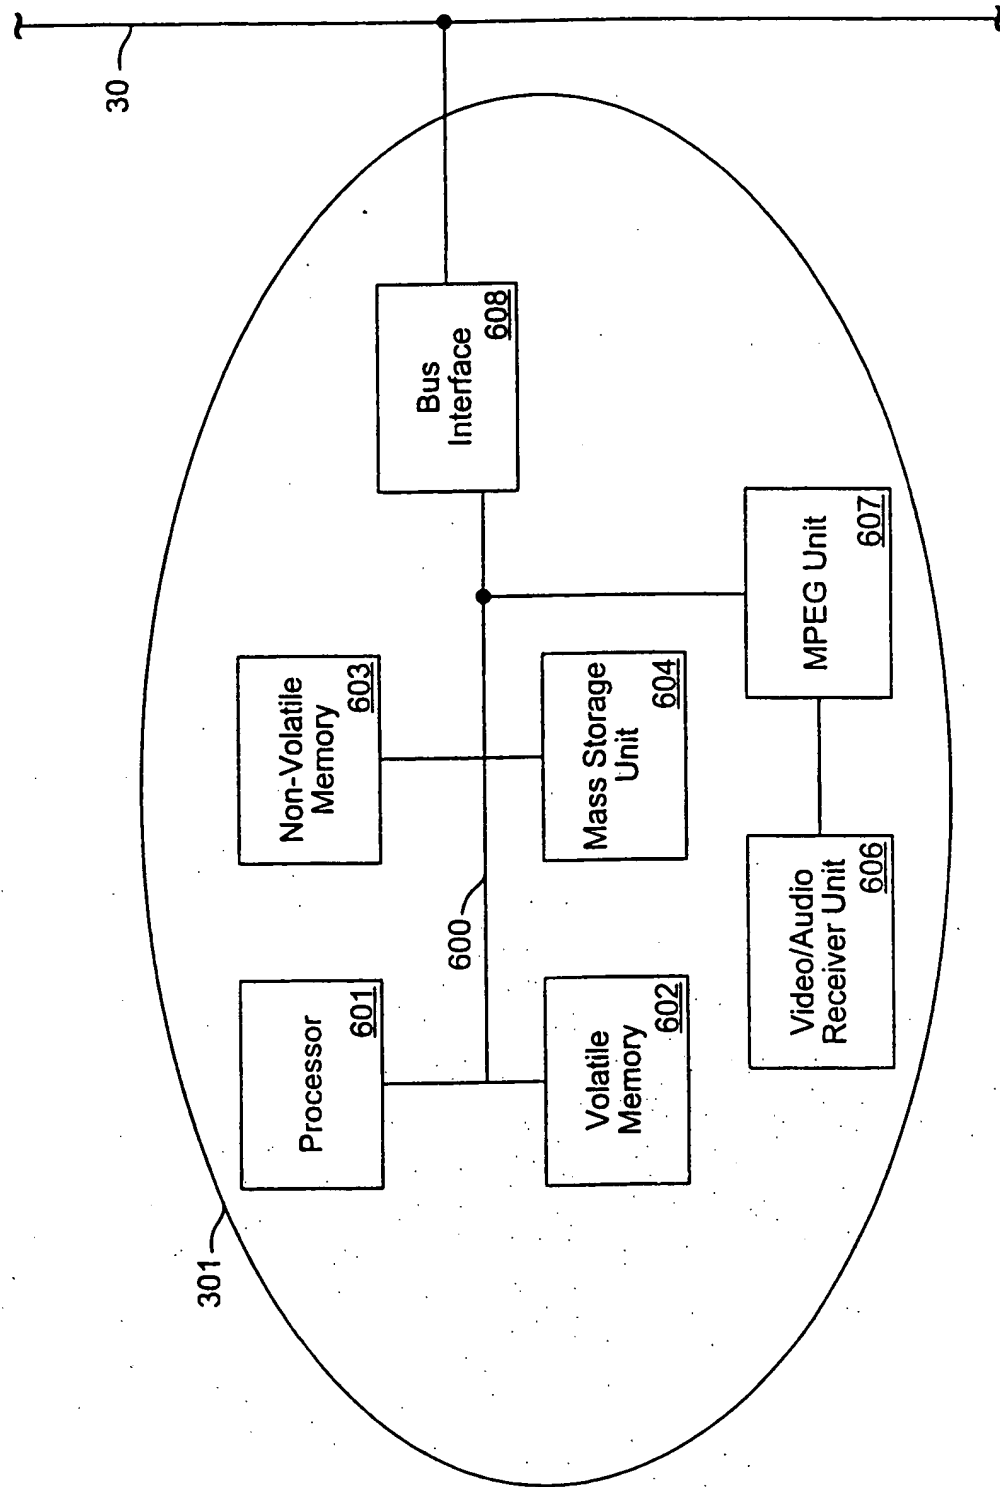 30
301
Processor
601
Non-Volatile
Memory
603
Bus
Interface
608
600
Volatile
Memory
602
Mass Storage
Unit
604
Video/Audio
Receiver Unit
606
MPEG Unit
607